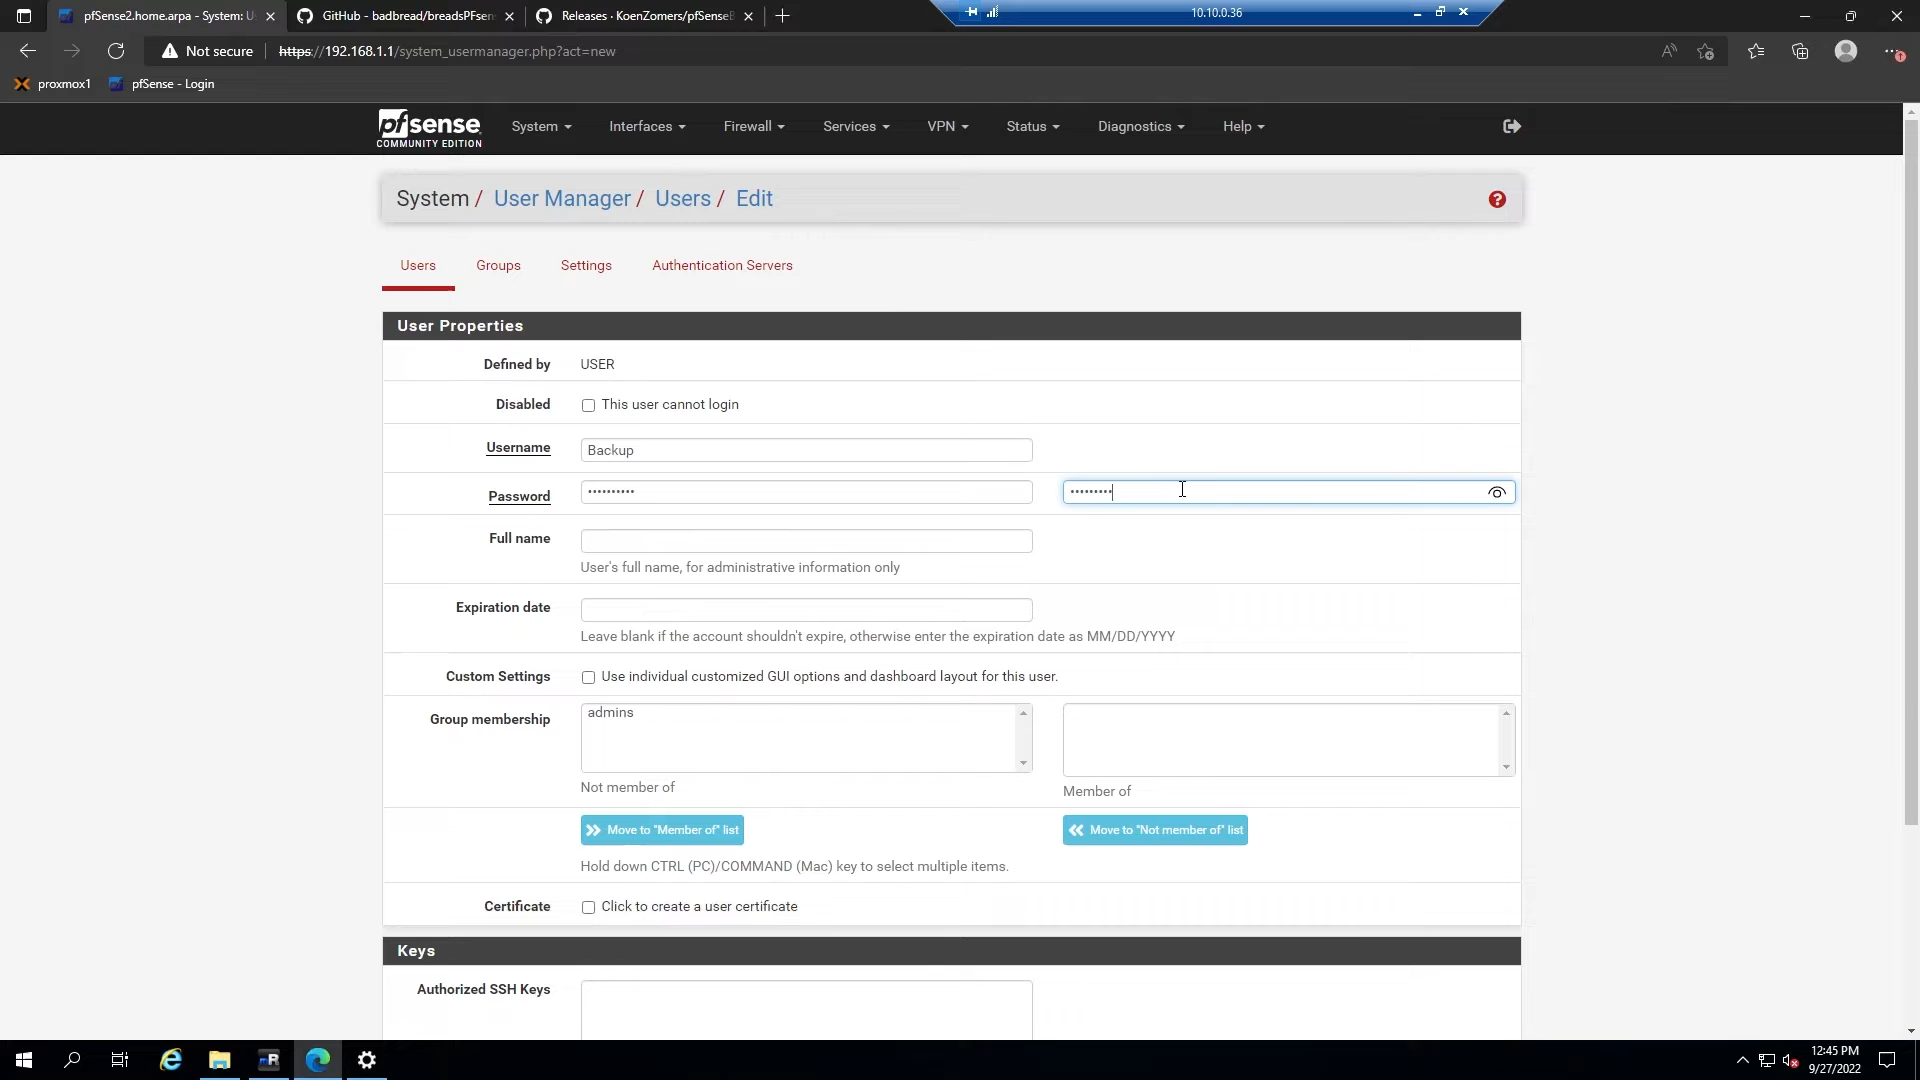 pfSense2.home.arpa - System: U
GitHub - badbread/breadsPFsen
Releases · KoenZomers/pfSenseB
10.10.0.36
Not secure
https://192.168.1.1/system_usermanager.php?act=new
proxmox1
pfSense - Login
pfsense
COMMUNITY EDITION
System
Interfaces
Firewall
Services
VPN
Status
Diagnostics
Help
System / User Manager / Users / Edit
Users
Groups
Settings
Authentication Servers
User Properties
Defined by
USER
Disabled
This user cannot login
Username
Backup
Password
••••••••••
•••••••••
Full name
User's full name, for administrative information only
Expiration date
Leave blank if the account shouldn't expire, otherwise enter the expiration date as MM/DD/YYYY
Custom Settings
Use individual customized GUI options and dashboard layout for this user.
Group membership
admins
Not member of
Member of
Move to "Member of" list
Move to "Not member of" list
Hold down CTRL (PC)/COMMAND (Mac) key to select multiple items.
Certificate
Click to create a user certificate
Keys
Authorized SSH Keys
12:45 PM
9/27/2022